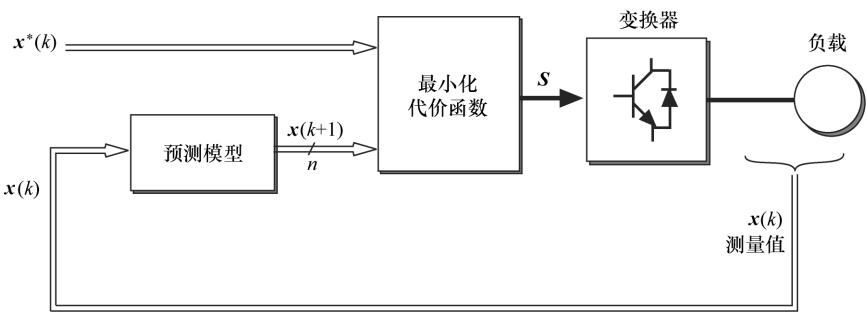 变换器
负载
x*(k)
最小化
代价函数
S
预测模型
x(k+1)
n
x(k)
x(k)
测量值